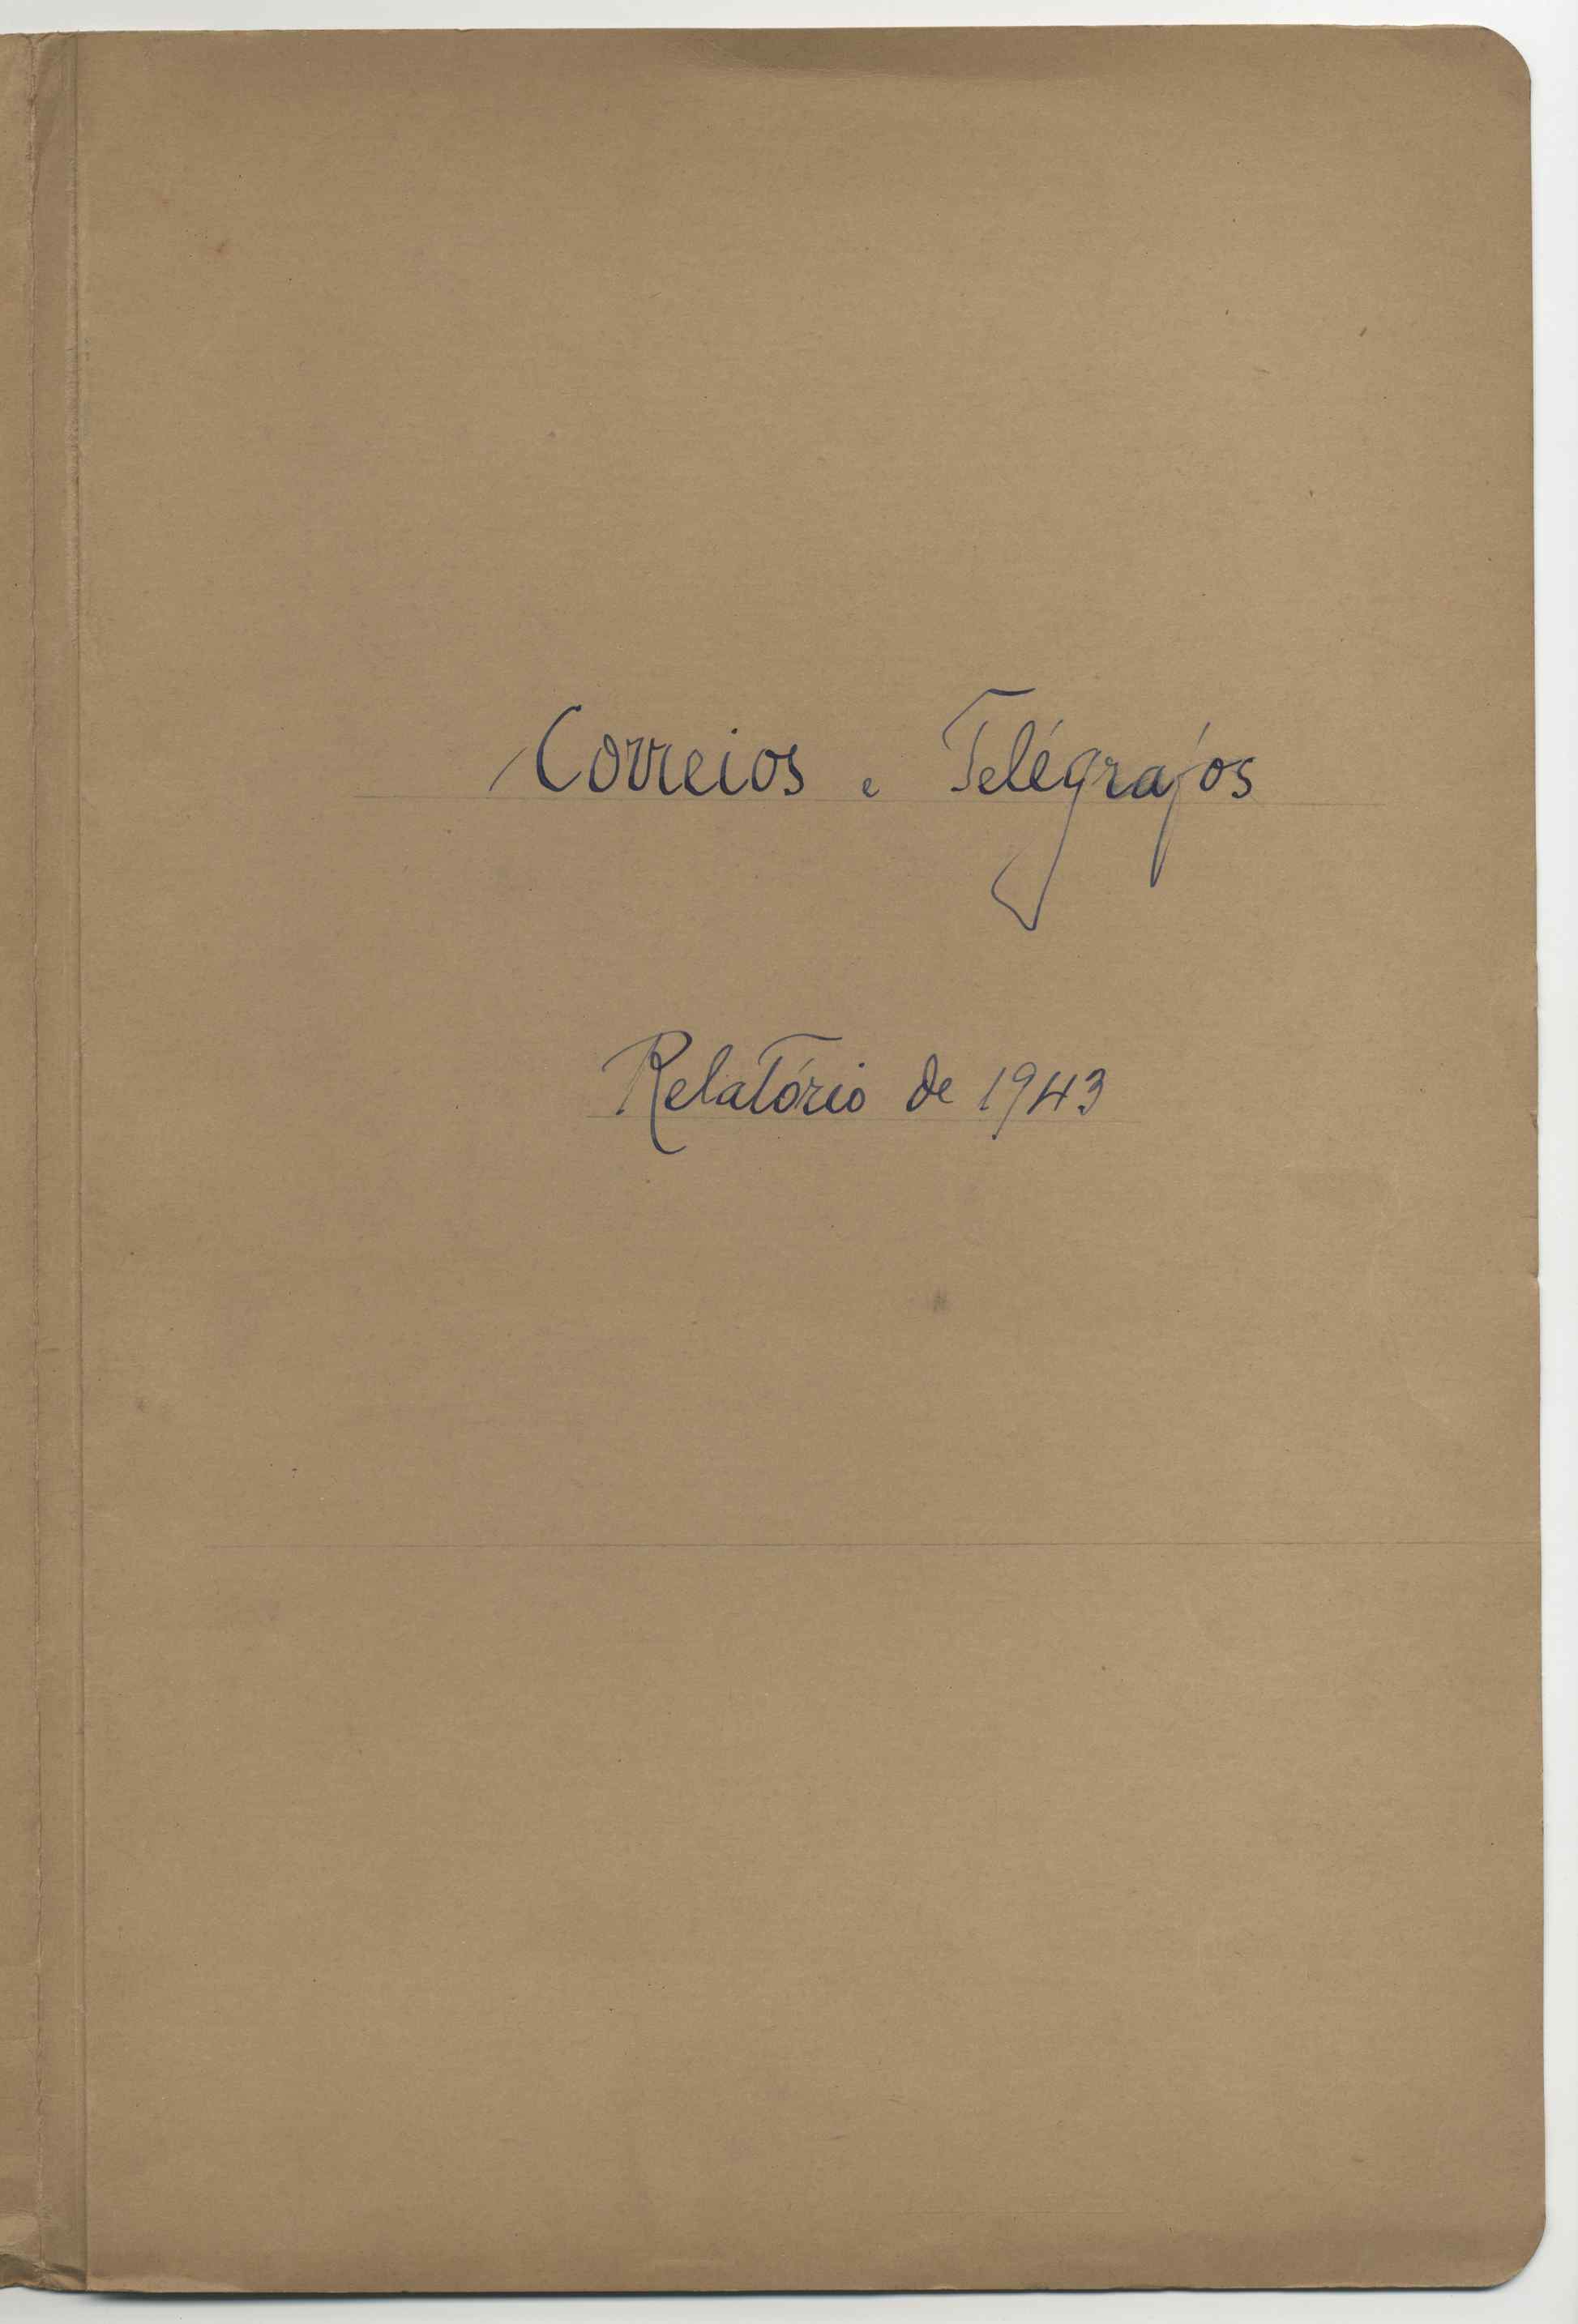 Correios e Telégrafos
Relatório de 1943